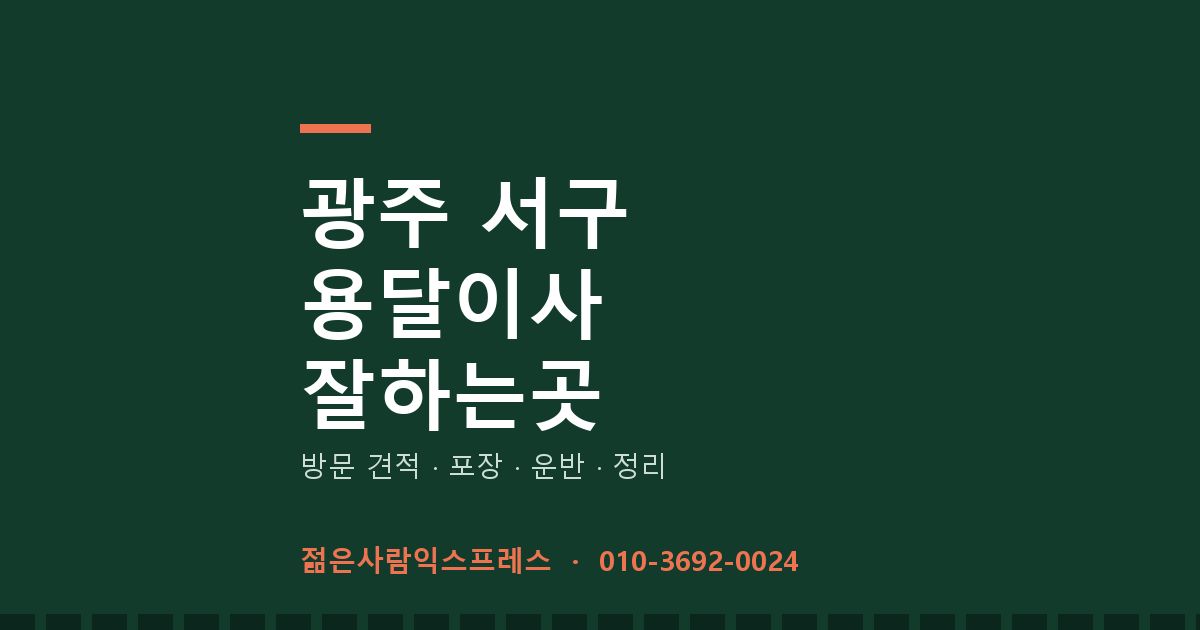 광주 서구
용달이사
잘하는곳
방문 견적 · 포장 · 운반 · 정리
젊은사람익스프레스 · 010-3692-0024